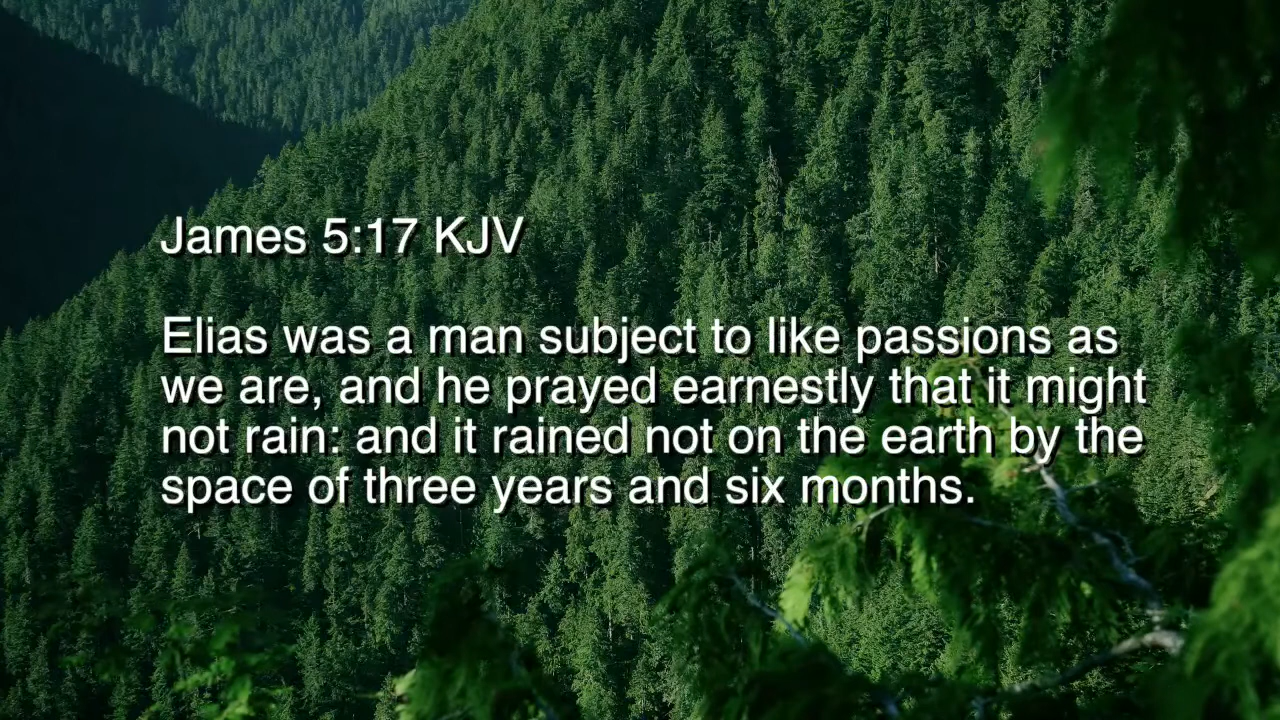 James 5:17 KJV
Elias was a man subject to like passions as
we are, and he prayed earnestly that it might
not rain: and it rained not on the earth by the
space of three years and six months.